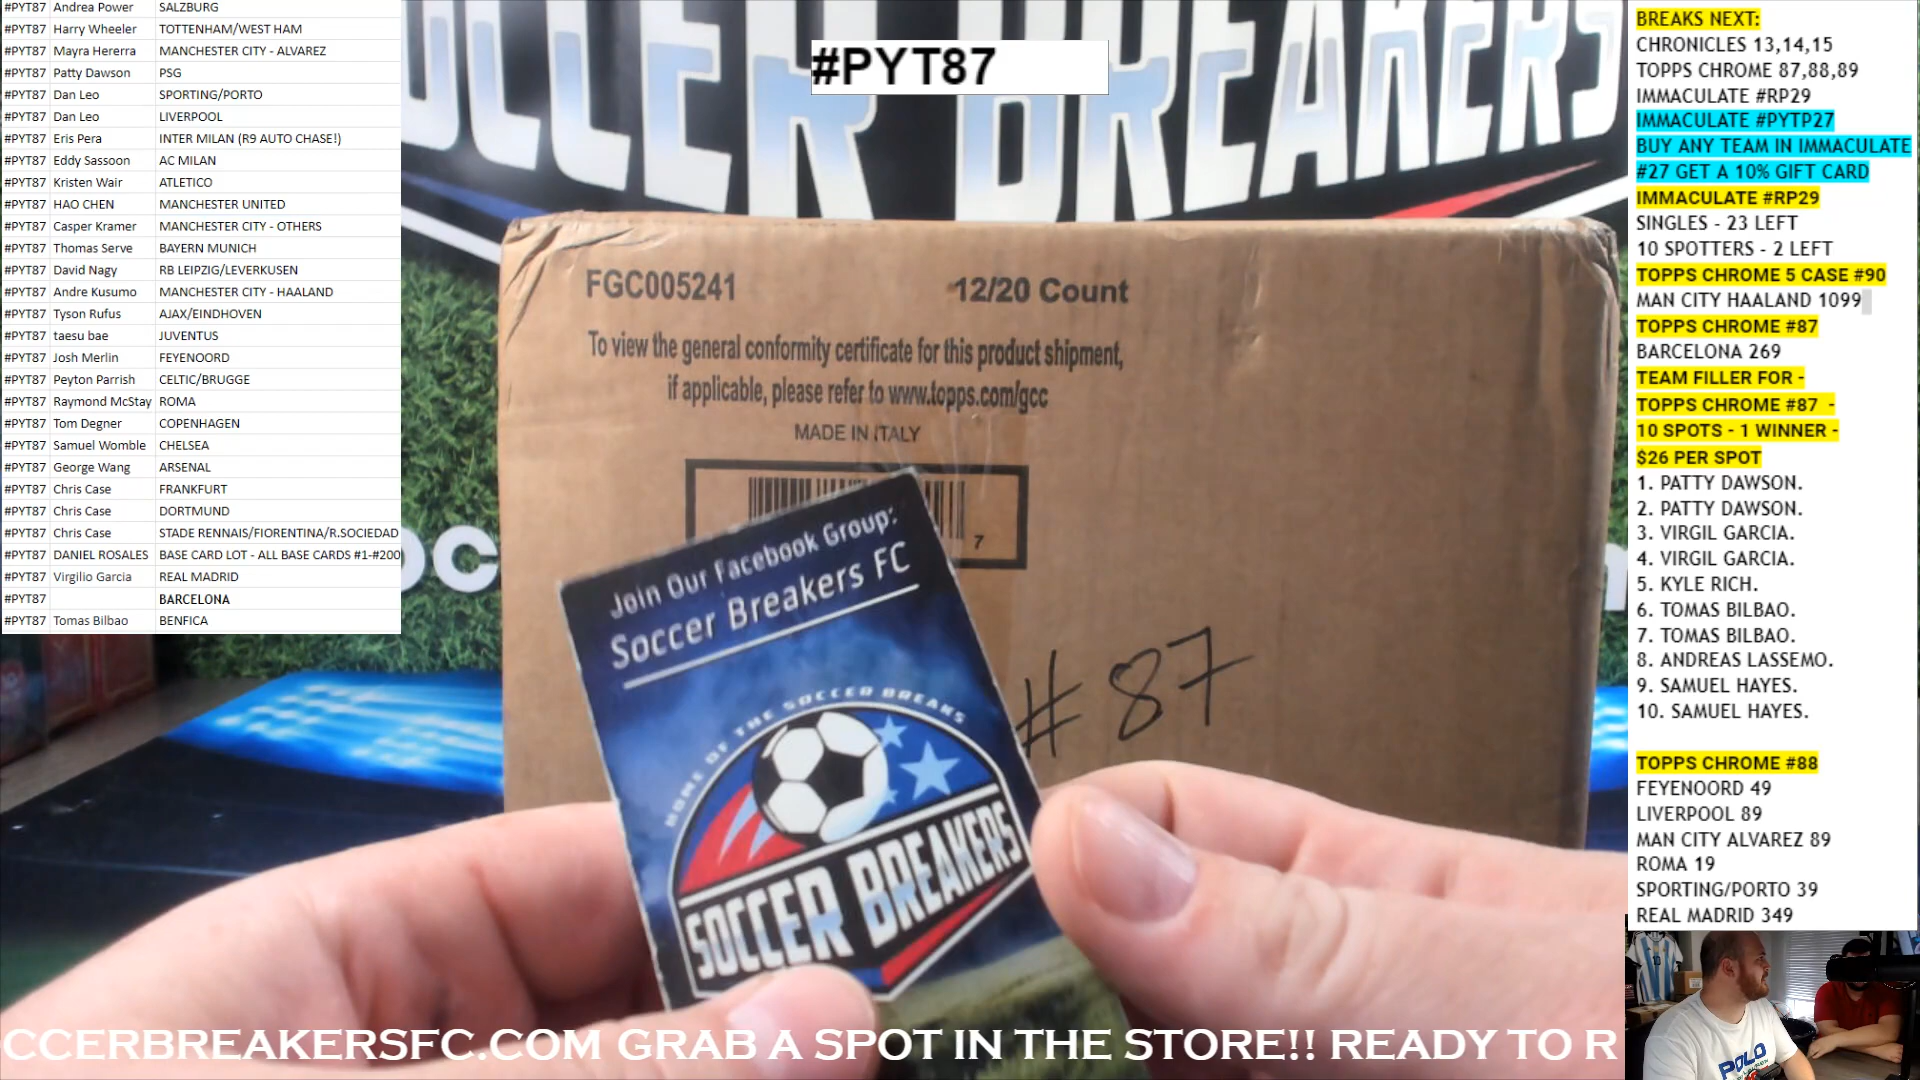 #PYT87 Andrea Power SALZBURG
#PYT87 Harry Wheeler TOTTENHAM/WEST HAM
#PYT87 Mayra Hererra MANCHESTER CITY - ALVAREZ
#PYT87 Patty Dawson PSG
#PYT87 Dan Leo SPORTING/PORTO
#PYT87 Dan Leo LIVERPOOL
#PYT87 Eris Pera INTER MILAN (R9 AUTO CHASE!)
#PYT87 Eddy Sassoon AC MILAN
#PYT87 Kristen Wair ATLETICO
#PYT87 HAO CHEN MANCHESTER UNITED
#PYT87 Casper Kramer MANCHESTER CITY - OTHERS
#PYT87 Thomas Serve BAYERN MUNICH
#PYT87 David Nagy RB LEIPZIG/LEVERKUSEN
#PYT87 Andre Kusumo MANCHESTER CITY - HAALAND
#PYT87 Tyson Rufus AJAX/EINDHOVEN
#PYT87 taesu bae JUVENTUS
#PYT87 Josh Merlin FEYENOORD
#PYT87 Peyton Parrish CELTIC/BRUGGE
#PYT87 Raymond McStay ROMA
#PYT87 Tom Degner COPENHAGEN
#PYT87 Samuel Womble CHELSEA
#PYT87 George Wang ARSENAL
#PYT87 Chris Case FRANKFURT
#PYT87 Chris Case DORTMUND
#PYT87 Chris Case STADE RENNAIS/FIORENTINA/R.SOCIEDAD
#PYT87 DANIEL ROSALES BASE CARD LOT - ALL BASE CARDS #1-#200
#PYT87 Virgilio Garcia REAL MADRID
#PYT87 BARCELONA
#PYT87 Tomas Bilbao BENFICA
#PYT87
OCCER BREAKERS
FGC005241 12/20 Count
To view the general conformity certificate for this product shipment,
if applicable, please refer to www.topps.com/gcc
MADE IN ITALY
7
#87
Join Our Facebook Group:
Soccer Breakers FC
HOME OF THE SOCCER BREAKS
SOCCER BREAKERS
BREAKS NEXT:
CHRONICLES 13,14,15
TOPPS CHROME 87,88,89
IMMACULATE #RP29
IMMACULATE #PYTP27
BUY ANY TEAM IN IMMACULATE
#27 GET A 10% GIFT CARD
IMMACULATE #RP29
SINGLES - 23 LEFT
10 SPOTTERS - 2 LEFT
TOPPS CHROME 5 CASE #90
MAN CITY HAALAND 1099
TOPPS CHROME #87
BARCELONA 269
TEAM FILLER FOR -
TOPPS CHROME #87 -
10 SPOTS - 1 WINNER -
$26 PER SPOT
1. PATTY DAWSON.
2. PATTY DAWSON.
3. VIRGIL GARCIA.
4. VIRGIL GARCIA.
5. KYLE RICH.
6. TOMAS BILBAO.
7. TOMAS BILBAO.
8. ANDREAS LASSEMO.
9. SAMUEL HAYES.
10. SAMUEL HAYES.
TOPPS CHROME #88
FEYENOORD 49
LIVERPOOL 89
MAN CITY ALVAREZ 89
ROMA 19
SPORTING/PORTO 39
REAL MADRID 349
POLO
CCERBREAKERSFC.COM GRAB A SPOT IN THE STORE!! READY TO R